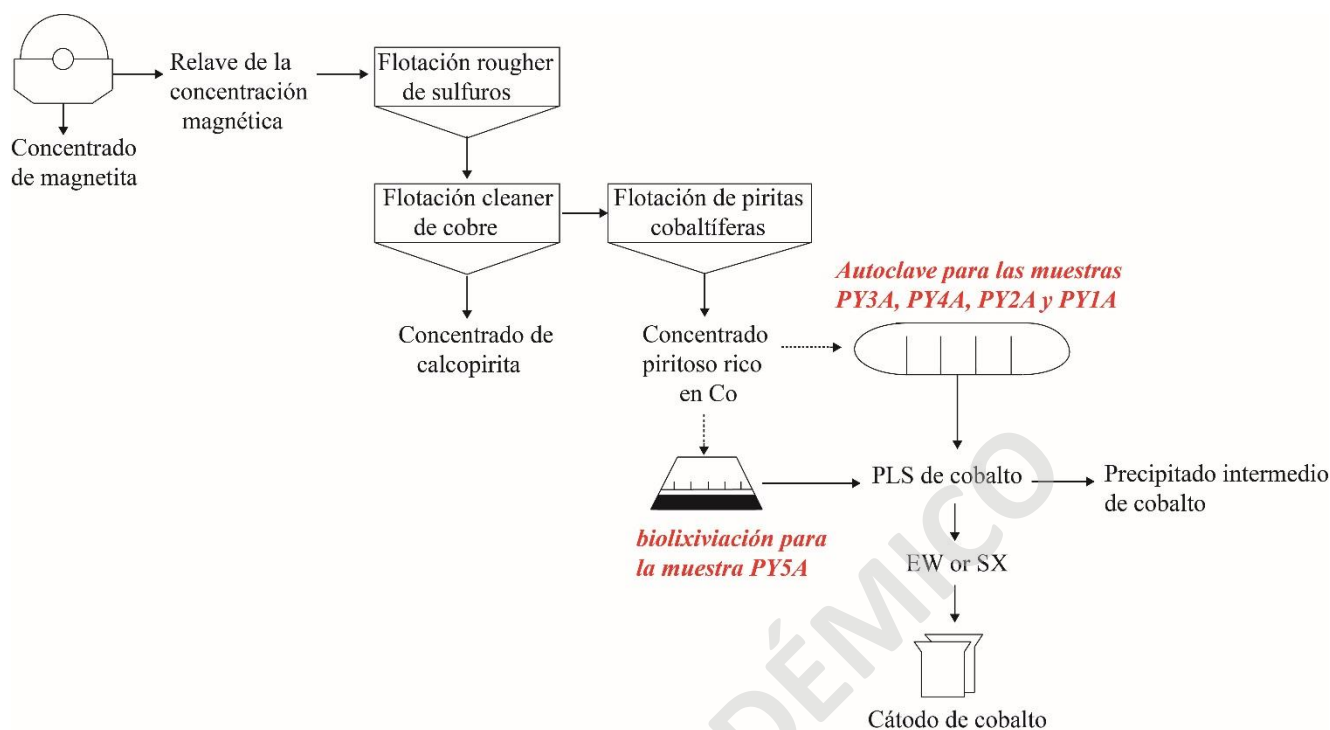 Relave de la
concentración
magnética
Flotación rougher
de sulfuros
Concentrado
de magnetita
Flotación cleaner
de cobre
Flotación de piritas
cobaltíferas
Autoclave para las muestras
PY3A, PY4A, PY2A y PY1A
Concentrado de
calcopirita
Concentrado
piritoso rico
en Co
PLS de cobalto
Precipitado intermedio
de cobalto
biolixiviación para
la muestra PY5A
EW or SX
Cátodo de cobalto
DÉMICO